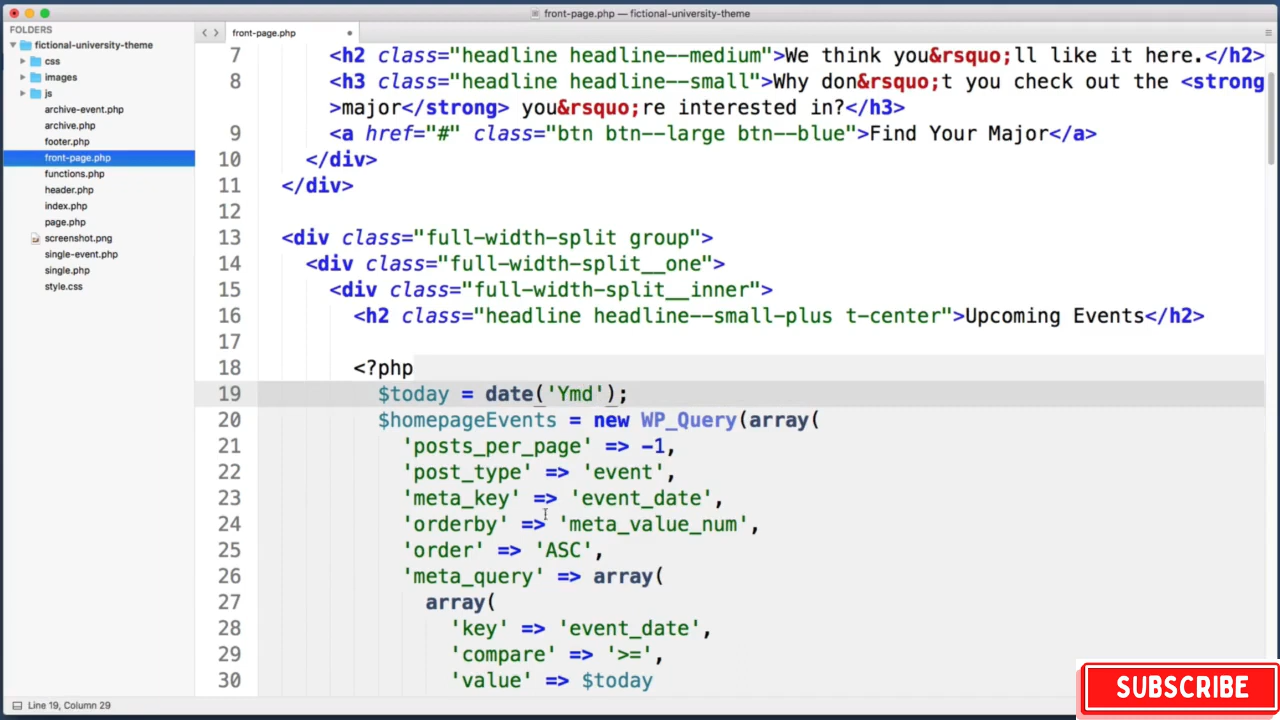 front-page.php — fictional-university-theme
FOLDERS
fictional-university-theme
css
images
js
archive-event.php
archive.php
footer.php
front-page.php
functions.php
header.php
index.php
page.php
screenshot.png
single-event.php
single.php
style.css
front-page.php
7 <h2 class="headline headline--medium">We think you&rsquo;ll like it here.</h2>
8 <h3 class="headline headline--small">Why don&rsquo;t you check out the <strong
>major</strong> you&rsquo;re interested in?</h3>
9 <a href="#" class="btn btn--large btn--blue">Find Your Major</a>
10 </div>
11 </div>
12
13 <div class="full-width-split group">
14 <div class="full-width-split__one">
15 <div class="full-width-split__inner">
16 <h2 class="headline headline--small-plus t-center">Upcoming Events</h2>
17
18 <?php
19 $today = date('Ymd');
20 $homepageEvents = new WP_Query(array(
21 'posts_per_page' => -1,
22 'post_type' => 'event',
23 'meta_key' => 'event_date',
24 'orderby' => 'meta_value_num',
25 'order' => 'ASC',
26 'meta_query' => array(
27 array(
28 'key' => 'event_date',
29 'compare' => '>=',
30 'value' => $today
SUBSCRIBE
Line 19, Column 29